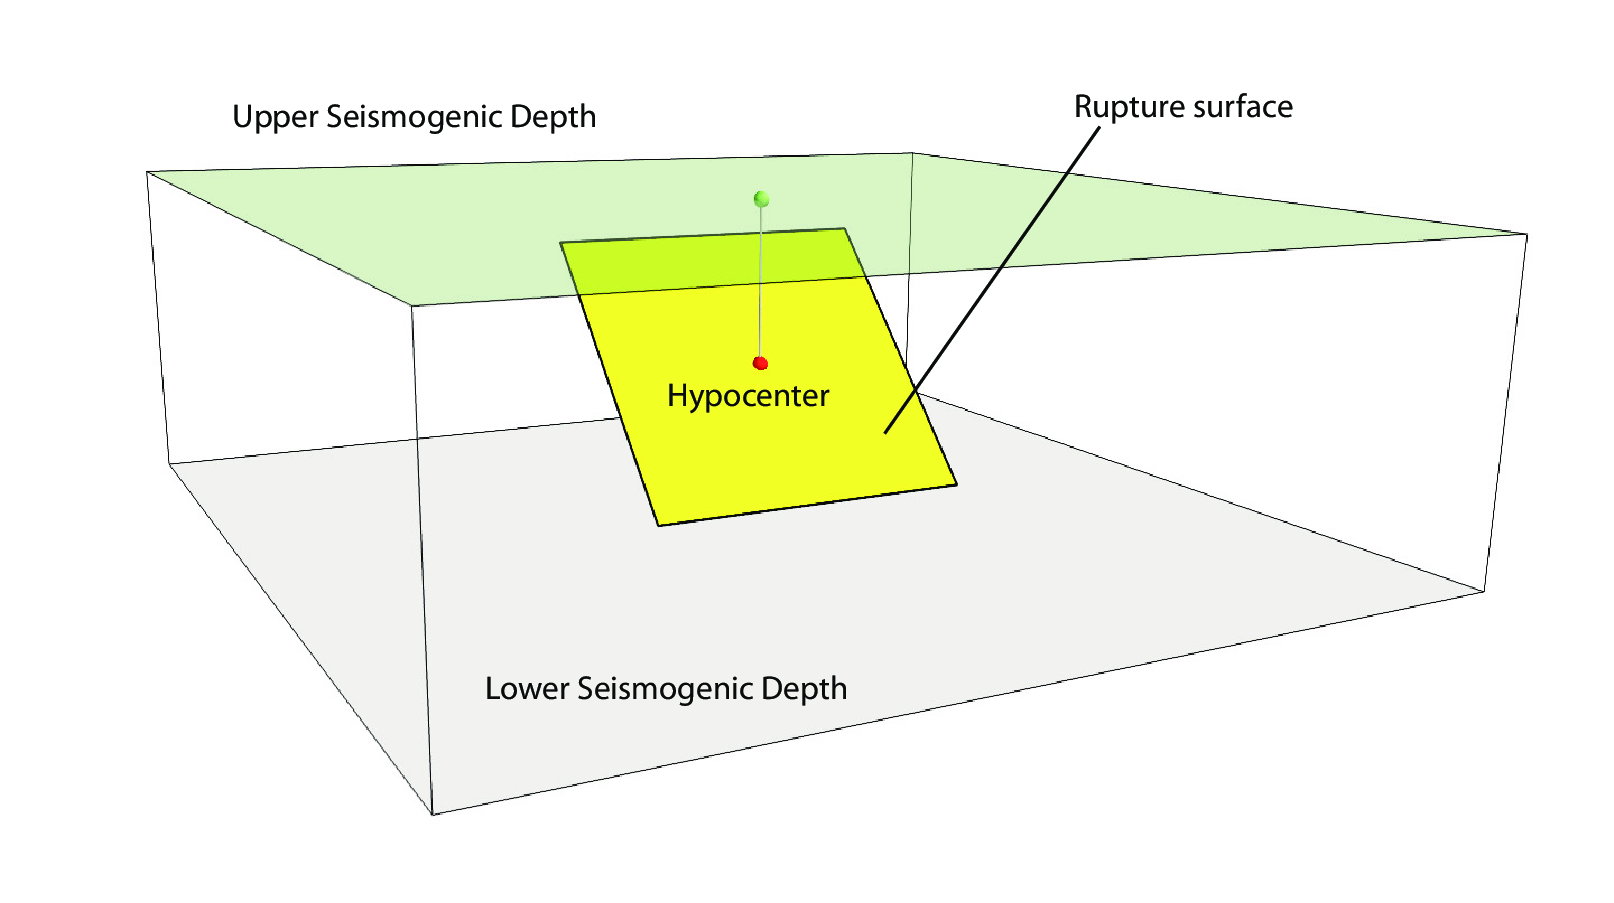 Upper Seismogenic Depth
Rupture surface
Hypocenter
Lower Seismogenic Depth